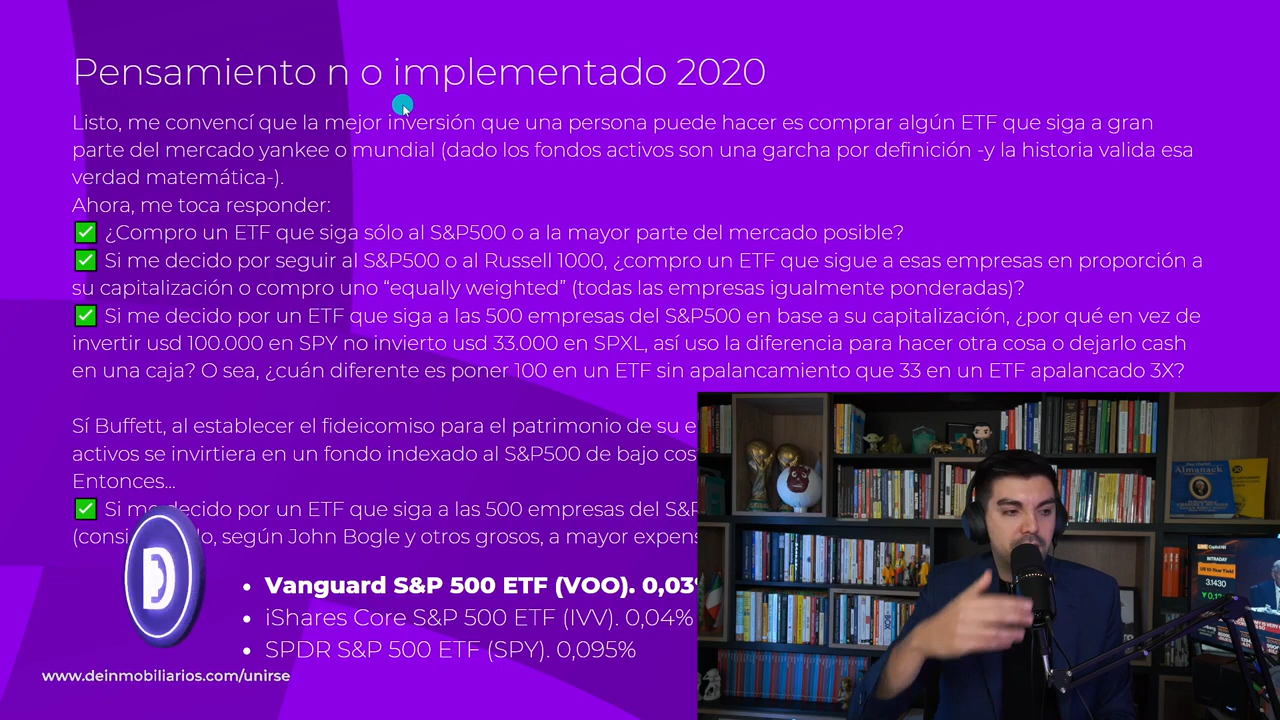 Pensamiento n o implementado 2020
Listo, me convencí que la mejor inversión que una persona puede hacer es comprar algún ETF que siga a gran
parte del mercado yankee o mundial (dado los fondos activos son una garcha por definición -y la historia valida esa
verdad matemática-).
Ahora, me toca responder:
✅ ¿Compro un ETF que siga sólo al S&P500 o a la mayor parte del mercado posible?
✅ Si me decido por seguir al S&P500 o al Russell 1000, ¿compro un ETF que sigue a esas empresas en proporción a
su capitalización o compro uno “equally weighted” (todas las empresas igualmente ponderadas)?
✅ Si me decido por un ETF que siga a las 500 empresas del S&P500 en base a su capitalización, ¿por qué en vez de
invertir usd 100.000 en SPY no invierto usd 33.000 en SPXL, así uso la diferencia para hacer otra cosa o dejarlo cash
en una caja? O sea, ¿cuán diferente es poner 100 en un ETF sin apalancamiento que 33 en un ETF apalancado 3X?
Sí Buffett, al establecer el fideicomiso para el patrimonio de su
activos se invirtiera en un fondo indexado al S&P500 de bajo
Entonces...
✅ Si me decido por un ETF que siga a las 500 empresas del
según John Bogle y otros grosos, a mayor
• Vanguard S&P 500 ETF (VOO). 0,03
• iShares Core S&P 500 ETF (IVV). 0,04%
• SPDR S&P 500 ETF (SPY). 0,095%
www.deinmobiliarios.com/unirse
Almanack
INTRADAY
3.1430